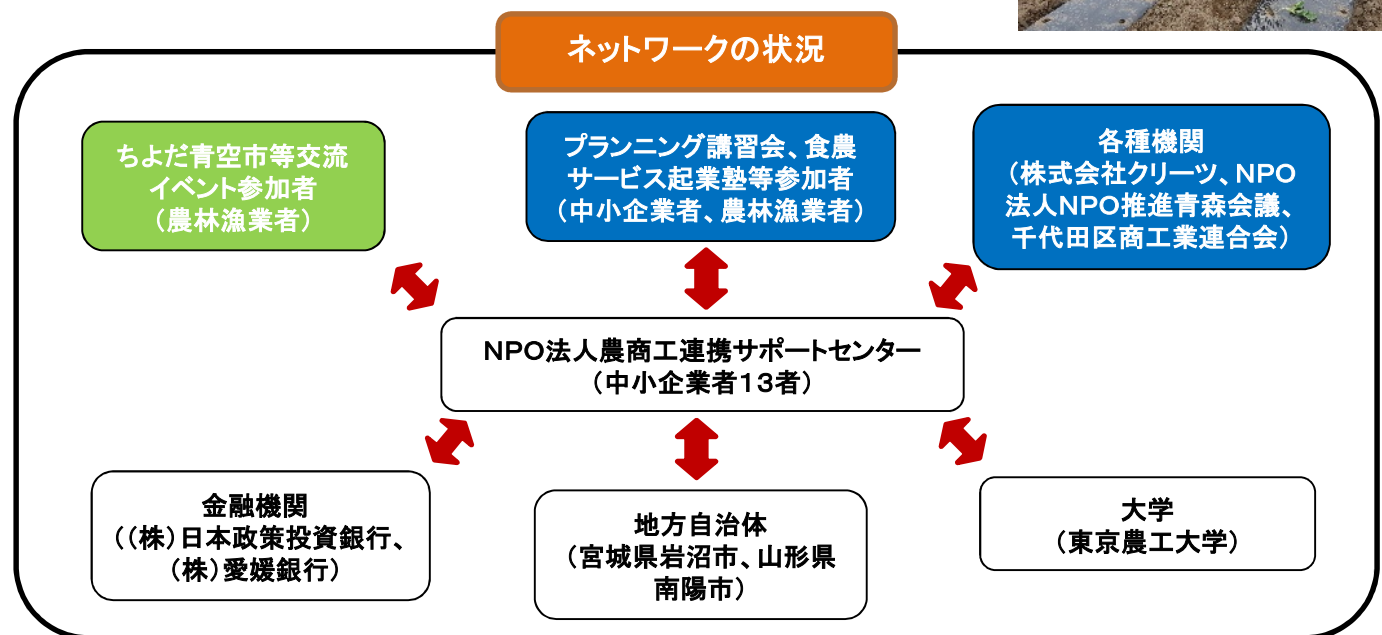 ネットワークの状況
ちよだ青空市等交流
イベント参加者
（農林漁業者）
プランニング講習会、食農
サービス起業塾等参加者
（中小企業者、農林漁業者）
各種機関
（株式会社クリーツ、NPO
法人NPO推進青森会議、
千代田区商工業連合会）
NPO法人農商工連携サポートセンター
（中小企業者１３者）
金融機関
（（株）日本政策投資銀行、
（株）愛媛銀行）
地方自治体
（宮城県岩沼市、山形県
南陽市）
大学
（東京農工大学）